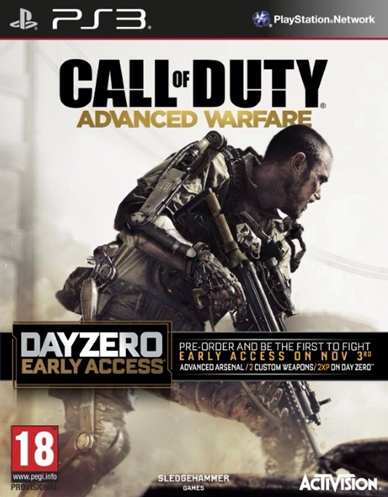 PS3
PlayStation®Network
CALL OF DUTY®
ADVANCED WARFARE
DAYZERO
EARLY ACCESS
PRE-ORDER AND BE THE FIRST TO FIGHT
EARLY ACCESS ON NOV 3RD
ADVANCED ARSENAL/2 CUSTOM WEAPONS/2XP ON DAY ZERO™
18
www.pegi.info
PROVISIONAL
SLEDGEHAMMER
GAMES
ACTIVISION